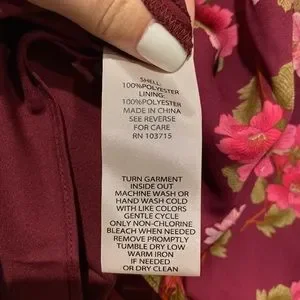 SHELL:
100%POLYESTER
LINING:
100%POLYESTER
MADE IN CHINA
SEE REVERSE
FOR CARE
RN 103715
TURN GARMENT
INSIDE OUT
MACHINE WASH OR
HAND WASH COLD
WITH LIKE COLORS
GENTLE CYCLE
ONLY NON-CHLORINE
BLEACH WHEN NEEDED
REMOVE PROMPTLY
TUMBLE DRY LOW
WARM IRON
IF NEEDED
OR DRY CLEAN